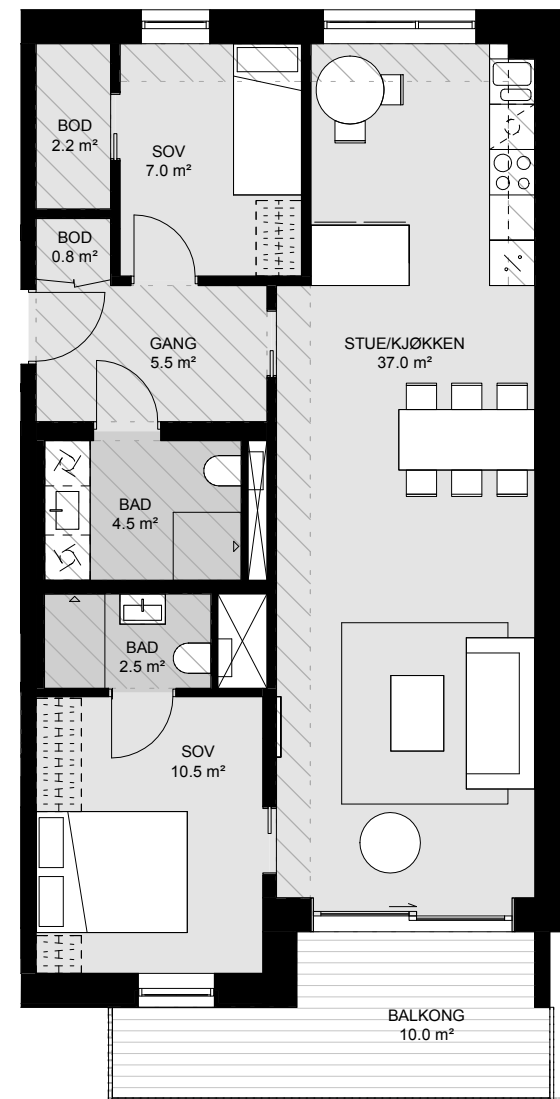 BOD
2.2 m²
SOV
7.0 m²
BOD
0.8 m²
GANG
5.5 m²
STUE/KJØKKEN
37.0 m²
BAD
4.5 m²
BAD
2.5 m²
SOV
10.5 m²
BALKONG
10.0 m²